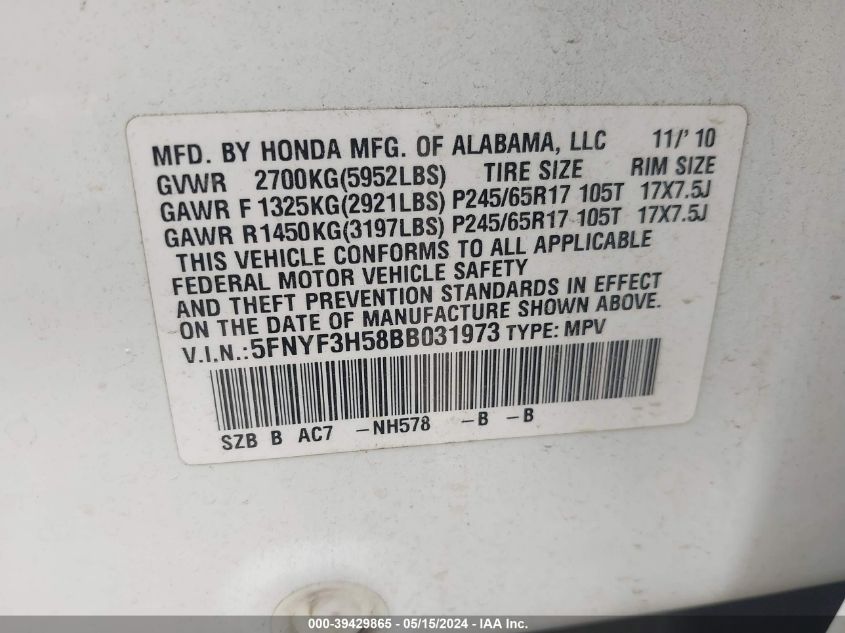 MFD. BY HONDA MFG. OF ALABAMA, LLC 11/' 10
GVWR 2700KG(5952LBS) TIRE SIZE RIM SIZE
GAWR F 1325KG(2921LBS) P245/65R17 105T 17X7.5J
GAWR R1450KG(3197LBS) P245/65R17 105T 17X7.5J
THIS VEHICLE CONFORMS TO ALL APPLICABLE
FEDERAL MOTOR VEHICLE SAFETY
AND THEFT PREVENTION STANDARDS IN EFFECT
ON THE DATE OF MANUFACTURE SHOWN ABOVE.
V.I.N.:5FNYF3H58BB031973 TYPE: MPV
SZB B AC7 -NH578 -B -B
000-39429865 - 05/15/2024 - IAA Inc.